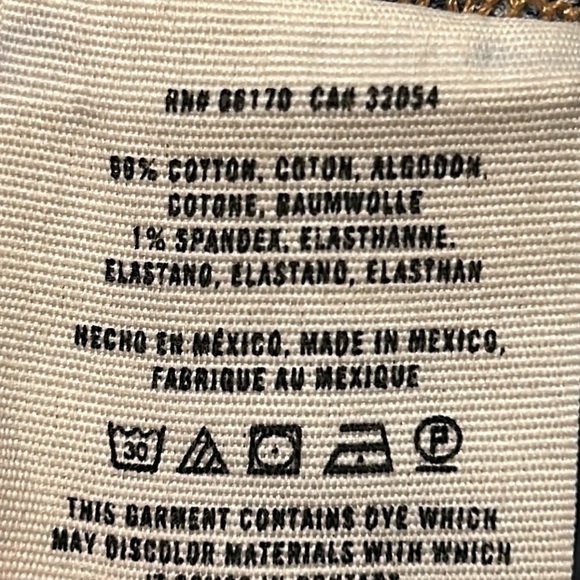 RN# 66170 CA# 32054
99% COTTON, COTON, ALGODON,
COTONE, BAUMWOLLE
1% SPANDEX, ELASTHANNE,
ELASTANO, ELASTANO, ELASTHAN
HECHO EN MÉXICO, MADE IN MEXICO,
FABRIQUE AU MEXIQUE
30
P
THIS GARMENT CONTAINS DYE WHICH
MAY DISCOLOR MATERIALS WITH WHICH